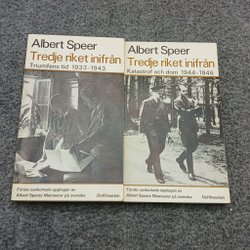 Albert Speer
Tredje riket inifrån
Triumfens tid 1933-1943
Första oavkortade upplagan av
Albert Speers Memoarer på svenska
Delfinserien
Albert Speer
Tredje riket inifrån
Katastrof och dom 1944-1946
Första oavkortade upplagan av
Albert Speers Memoarer på svenska
Delfinserien